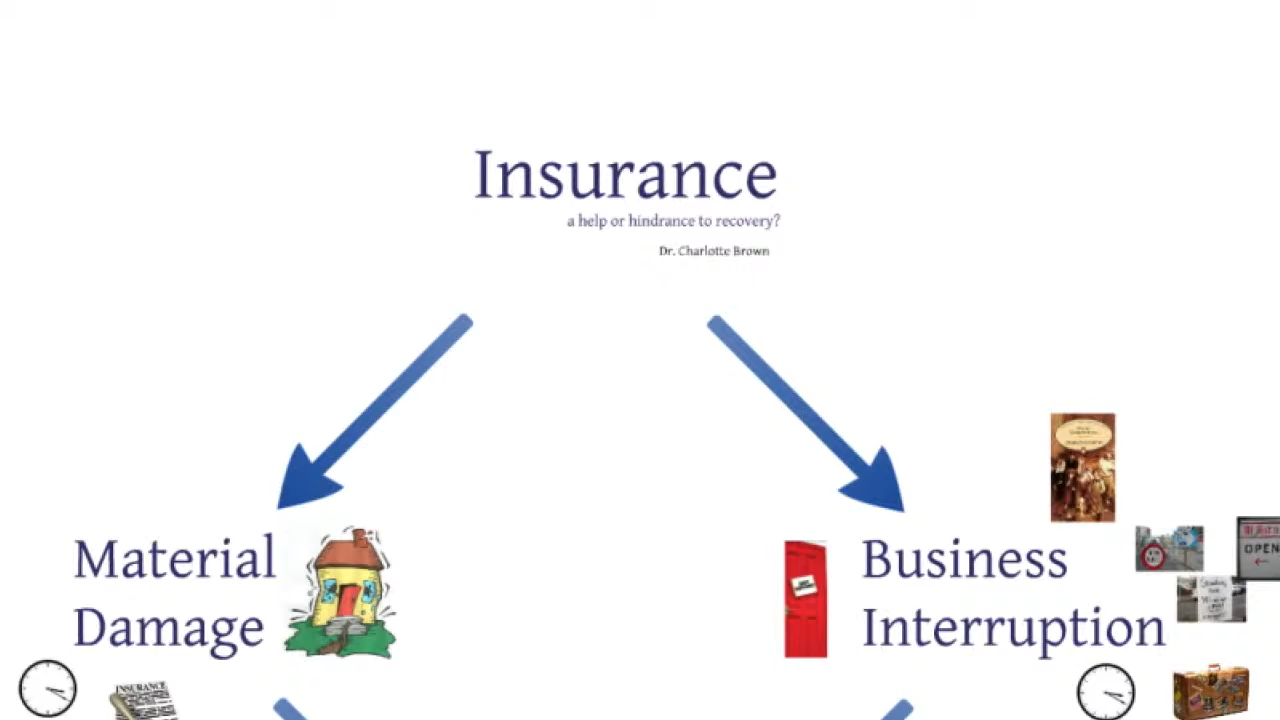 Insurance
a help or hindrance to recovery?
Dr. Charlotte Brown
Material
Damage
Business
Interruption
OPEN
INSURANCE